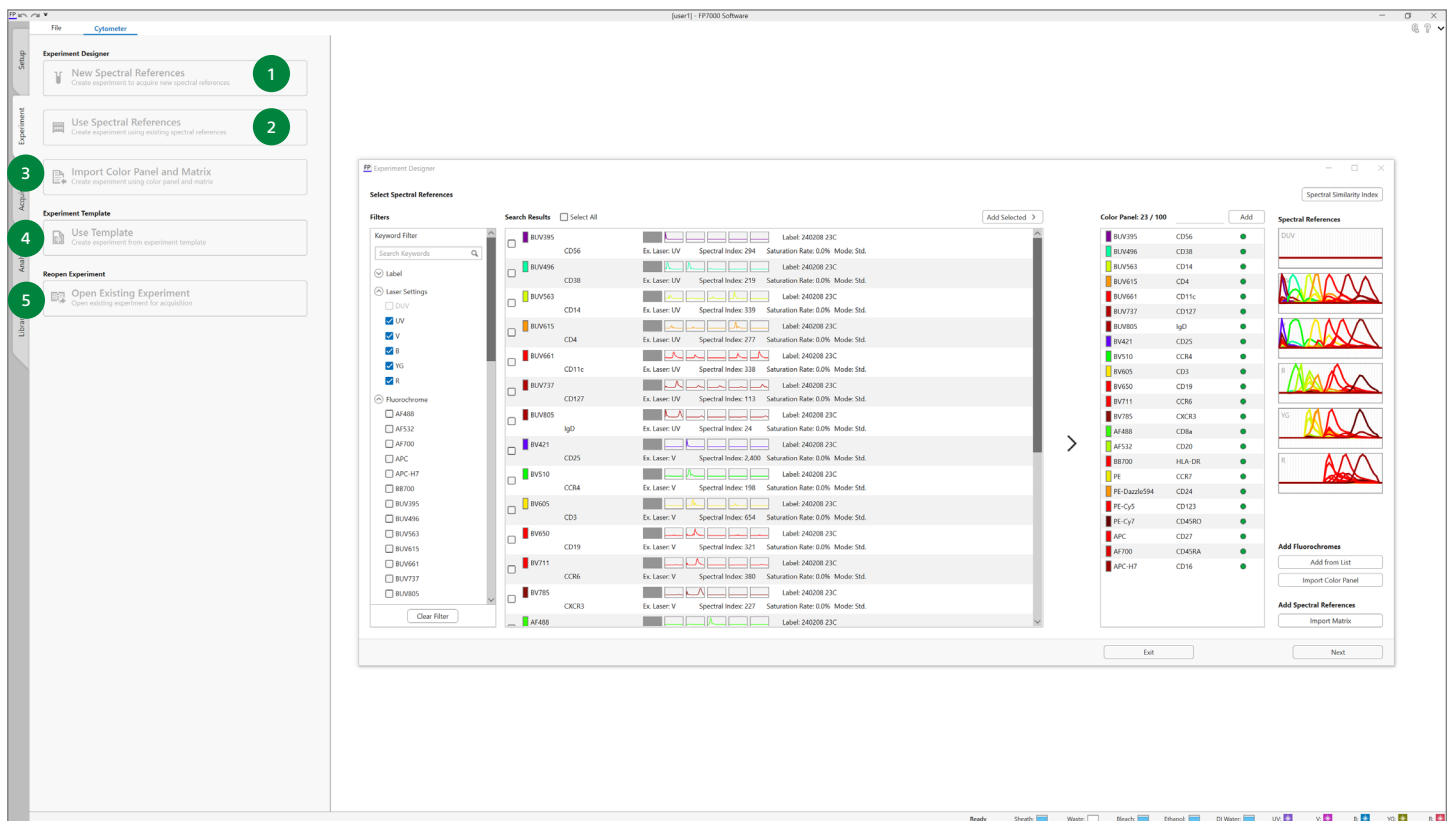 FP
[user1] - FP7000 Software
File Cytometer
Setup
Experiment
Experiment Designer
New Spectral References
Create experiment to acquire new spectral references
1
Use Spectral References
Create experiment using existing spectral references
2
Import Color Panel and Matrix
Create experiment using color panel and matrix
3
Experiment Template
Use Template
Create experiment from experiment template
4
Reopen Experiment
Open Existing Experiment
Open existing experiment for acquisition
5
FP Experiment Designer
Select Spectral References
Spectral Similarity Index
Filters
Keyword Filter
Search Keywords
Label
Laser Settings
DUV
UV
V
B
YG
R
Fluorochrome
AF488
AF532
AF700
APC
APC-H7
BB700
BUV395
BUV496
BUV563
BUV615
BUV661
BUV737
BUV805
Clear Filter
Search Results Select All Add Selected >
BUV395 Label: 240208 23C
CD56 Ex. Laser: UV Spectral Index: 294 Saturation Rate: 0.0% Mode: Std.
BUV496 Label: 240208 23C
CD38 Ex. Laser: UV Spectral Index: 219 Saturation Rate: 0.0% Mode: Std.
BUV563 Label: 240208 23C
CD14 Ex. Laser: UV Spectral Index: 339 Saturation Rate: 0.0% Mode: Std.
BUV615 Label: 240208 23C
CD4 Ex. Laser: UV Spectral Index: 277 Saturation Rate: 0.0% Mode: Std.
BUV661 Label: 240208 23C
CD11c Ex. Laser: UV Spectral Index: 338 Saturation Rate: 0.0% Mode: Std.
BUV737 Label: 240208 23C
CD127 Ex. Laser: UV Spectral Index: 113 Saturation Rate: 0.0% Mode: Std.
BUV805 Label: 240208 23C
IgD Ex. Laser: UV Spectral Index: 24 Saturation Rate: 0.0% Mode: Std.
BV421 Label: 240208 23C
CD25 Ex. Laser: V Spectral Index: 2,400 Saturation Rate: 0.0% Mode: Std.
BV510 Label: 240208 23C
CCR4 Ex. Laser: V Spectral Index: 198 Saturation Rate: 0.0% Mode: Std.
BV605 Label: 240208 23C
CD3 Ex. Laser: V Spectral Index: 654 Saturation Rate: 0.0% Mode: Std.
BV650 Label: 240208 23C
CD19 Ex. Laser: V Spectral Index: 321 Saturation Rate: 0.0% Mode: Std.
BV711 Label: 240208 23C
CCR6 Ex. Laser: V Spectral Index: 380 Saturation Rate: 0.0% Mode: Std.
BV785 Label: 240208 23C
CXCR3 Ex. Laser: V Spectral Index: 227 Saturation Rate: 0.0% Mode: Std.
AF488 Label: 240208 23C
Color Panel: 23 / 100 Add
BUV395 CD56
BUV496 CD38
BUV563 CD14
BUV615 CD4
BUV661 CD11c
BUV737 CD127
BUV805 IgD
BV421 CD25
BV510 CCR4
BV605 CD3
BV650 CD19
BV711 CCR6
BV785 CXCR3
AF488 CD8a
AF532 CD20
BB700 HLA-DR
PE CCR7
PE-Dazzle594 CD24
PE-Cy5 CD123
PE-Cy7 CD45RO
APC CD27
AF700 CD45RA
APC-H7 CD16
Spectral References
DUV
R
YG
R
Add Fluorochromes
Add from List
Import Color Panel
Add Spectral References
Import Matrix
Exit
Next
Ready Sheath: Waste: Bleach: Ethanol: DI Water: UV: V: B: YG: R: